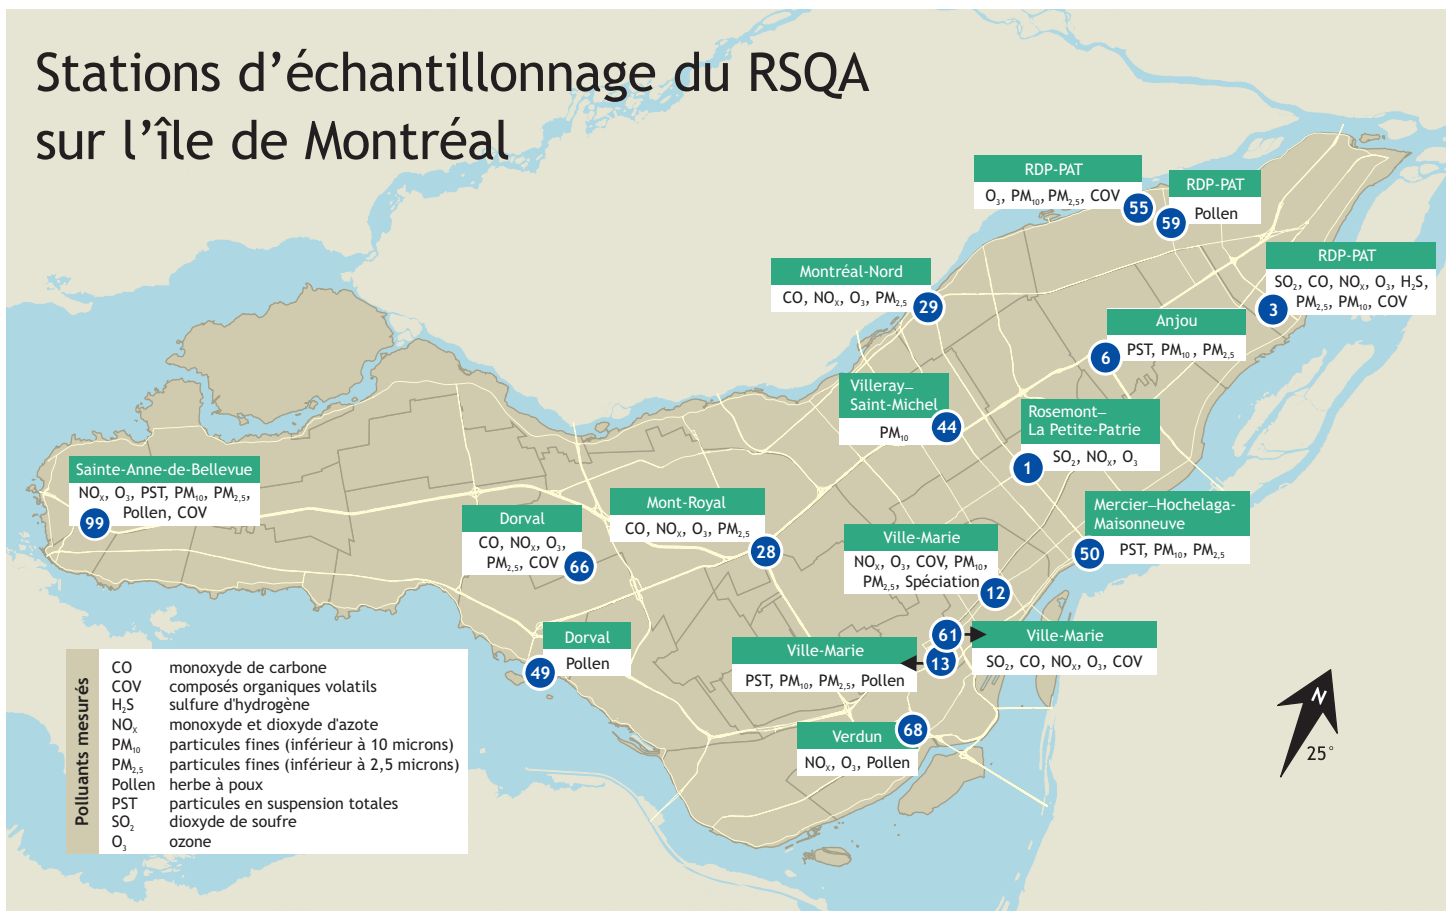 Stations d’échantillonnage du RSQA
sur l’île de Montréal
RDP-PAT
O₃, PM₁₀, PM₂,₅, COV
55
RDP-PAT
Pollen
59
RDP-PAT
SO₂, CO, NOₓ, O₃, H₂S,
PM₂,₅, PM₁₀, COV
3
Montréal-Nord
CO, NOₓ, O₃, PM₂,₅
29
Anjou
PST, PM₁₀ , PM₂,₅
6
Villeray–
Saint-Michel
PM₁₀
44
Rosemont–
La Petite-Patrie
SO₂, NOₓ, O₃
1
Sainte-Anne-de-Bellevue
NOₓ, O₃, PST, PM₁₀, PM₂,₅,
Pollen, COV
99
Dorval
CO, NOₓ, O₃,
PM₂,₅, COV
66
Mont-Royal
CO, NOₓ, O₃, PM₂,₅
28
Mercier–Hochelaga-
Maisonneuve
PST, PM₁₀, PM₂,₅
50
Ville-Marie
NOₓ, O₃, COV, PM₁₀,
PM₂,₅, Spéciation
12
61
Ville-Marie
SO₂, CO, NOₓ, O₃, COV
Ville-Marie
PST, PM₁₀, PM₂,₅, Pollen
13
Dorval
Pollen
49
Verdun
NOₓ, O₃, Pollen
68
N
25°
Polluants mesurés
CO monoxyde de carbone
COV composés organiques volatils
H₂S sulfure d'hydrogène
NOₓ monoxyde et dioxyde d'azote
PM₁₀ particules fines (inférieur à 10 microns)
PM₂,₅ particules fines (inférieur à 2,5 microns)
Pollen herbe à poux
PST particules en suspension totales
SO₂ dioxyde de soufre
O₃ ozone